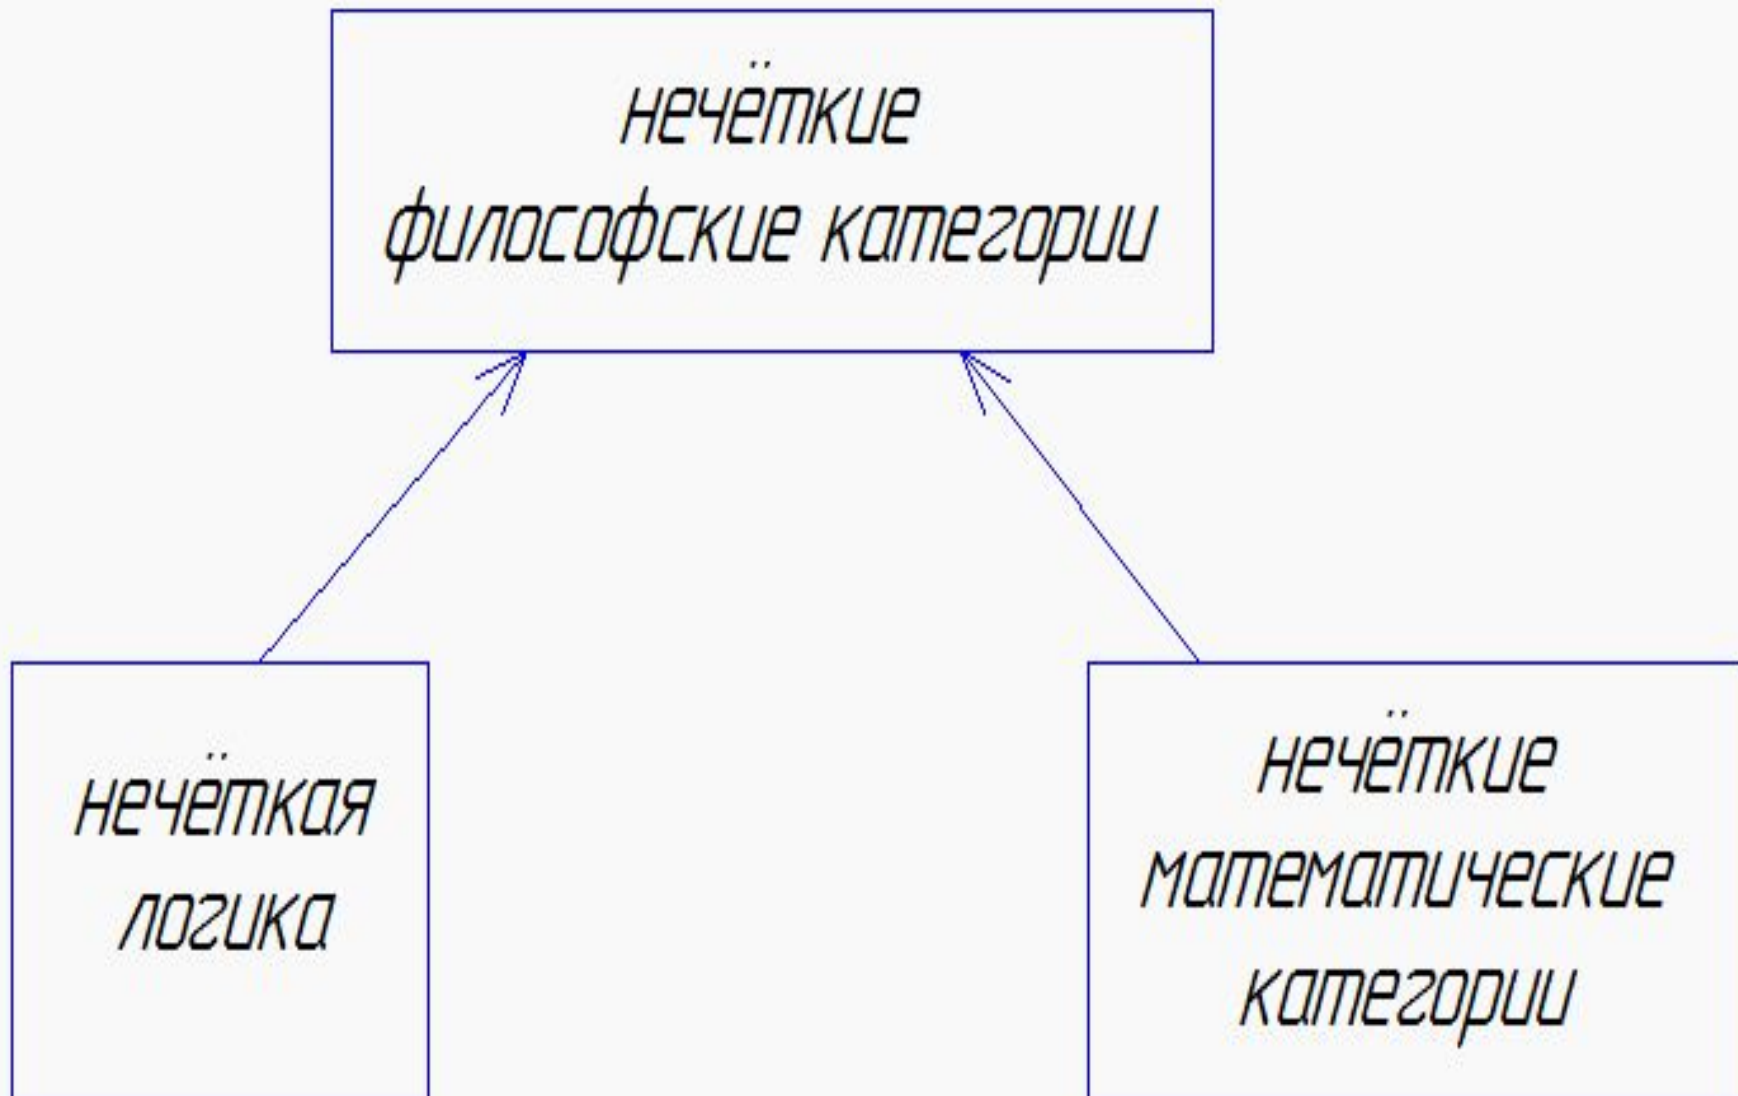 нечёткие
философские категории
нечёткая
логика
нечёткие
математические
категории